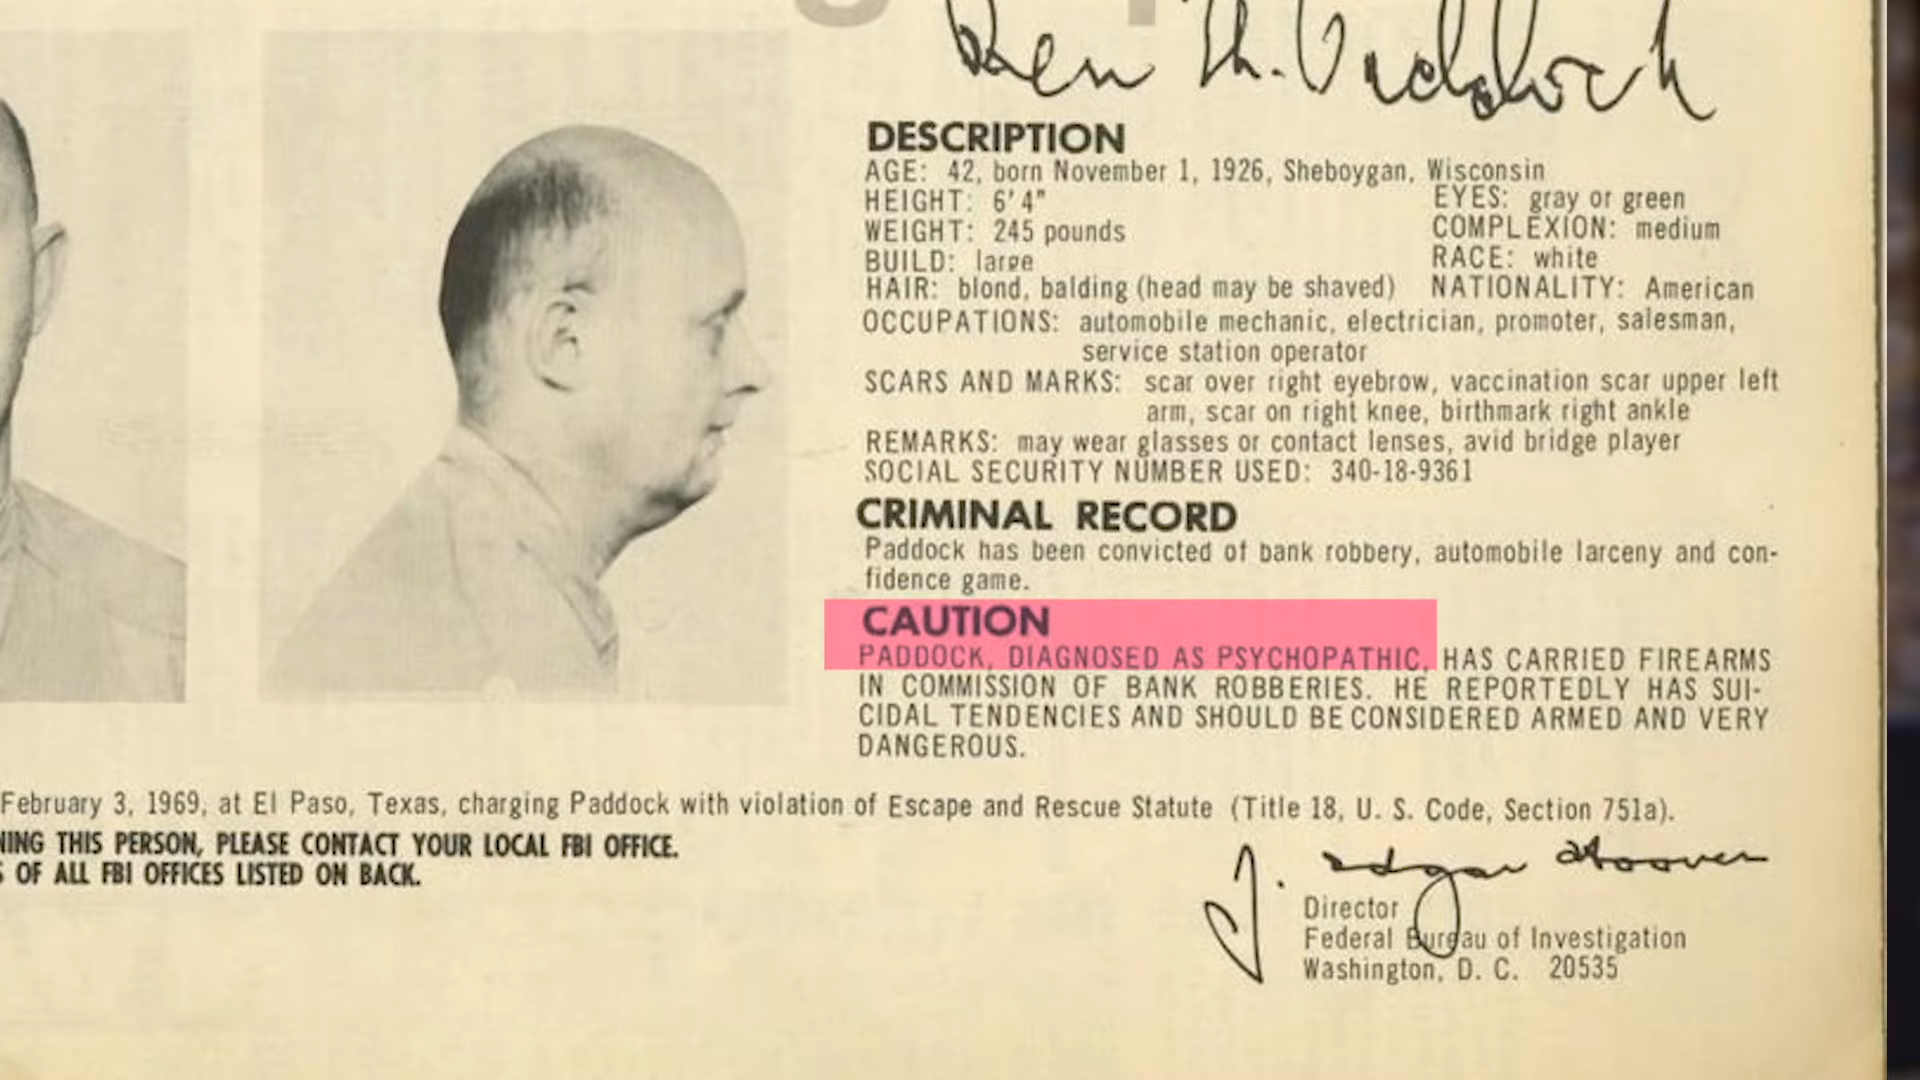 Ben H. Paddock
DESCRIPTION
AGE: 42, born November 1, 1926, Sheboygan, Wisconsin
HEIGHT: 6'4" EYES: gray or green
WEIGHT: 245 pounds COMPLEXION: medium
BUILD: large RACE: white
HAIR: blond, balding (head may be shaved) NATIONALITY: American
OCCUPATIONS: automobile mechanic, electrician, promoter, salesman,
service station operator
SCARS AND MARKS: scar over right eyebrow, vaccination scar upper left
arm, scar on right knee, birthmark right ankle
REMARKS: may wear glasses or contact lenses, avid bridge player
SOCIAL SECURITY NUMBER USED: 340-18-9361
CRIMINAL RECORD
Paddock has been convicted of bank robbery, automobile larceny and con-
fidence game.
CAUTION
PADDOCK, DIAGNOSED AS PSYCHOPATHIC, HAS CARRIED FIREARMS
IN COMMISSION OF BANK ROBBERIES. HE REPORTEDLY HAS SUI-
CIDAL TENDENCIES AND SHOULD BE CONSIDERED ARMED AND VERY
DANGEROUS.
February 3, 1969, at El Paso, Texas, charging Paddock with violation of Escape and Rescue Statute (Title 18, U. S. Code, Section 751a).
NING THIS PERSON, PLEASE CONTACT YOUR LOCAL FBI OFFICE.
S OF ALL FBI OFFICES LISTED ON BACK.
J. Edgar Hoover
Director
Federal Bureau of Investigation
Washington, D. C. 20535